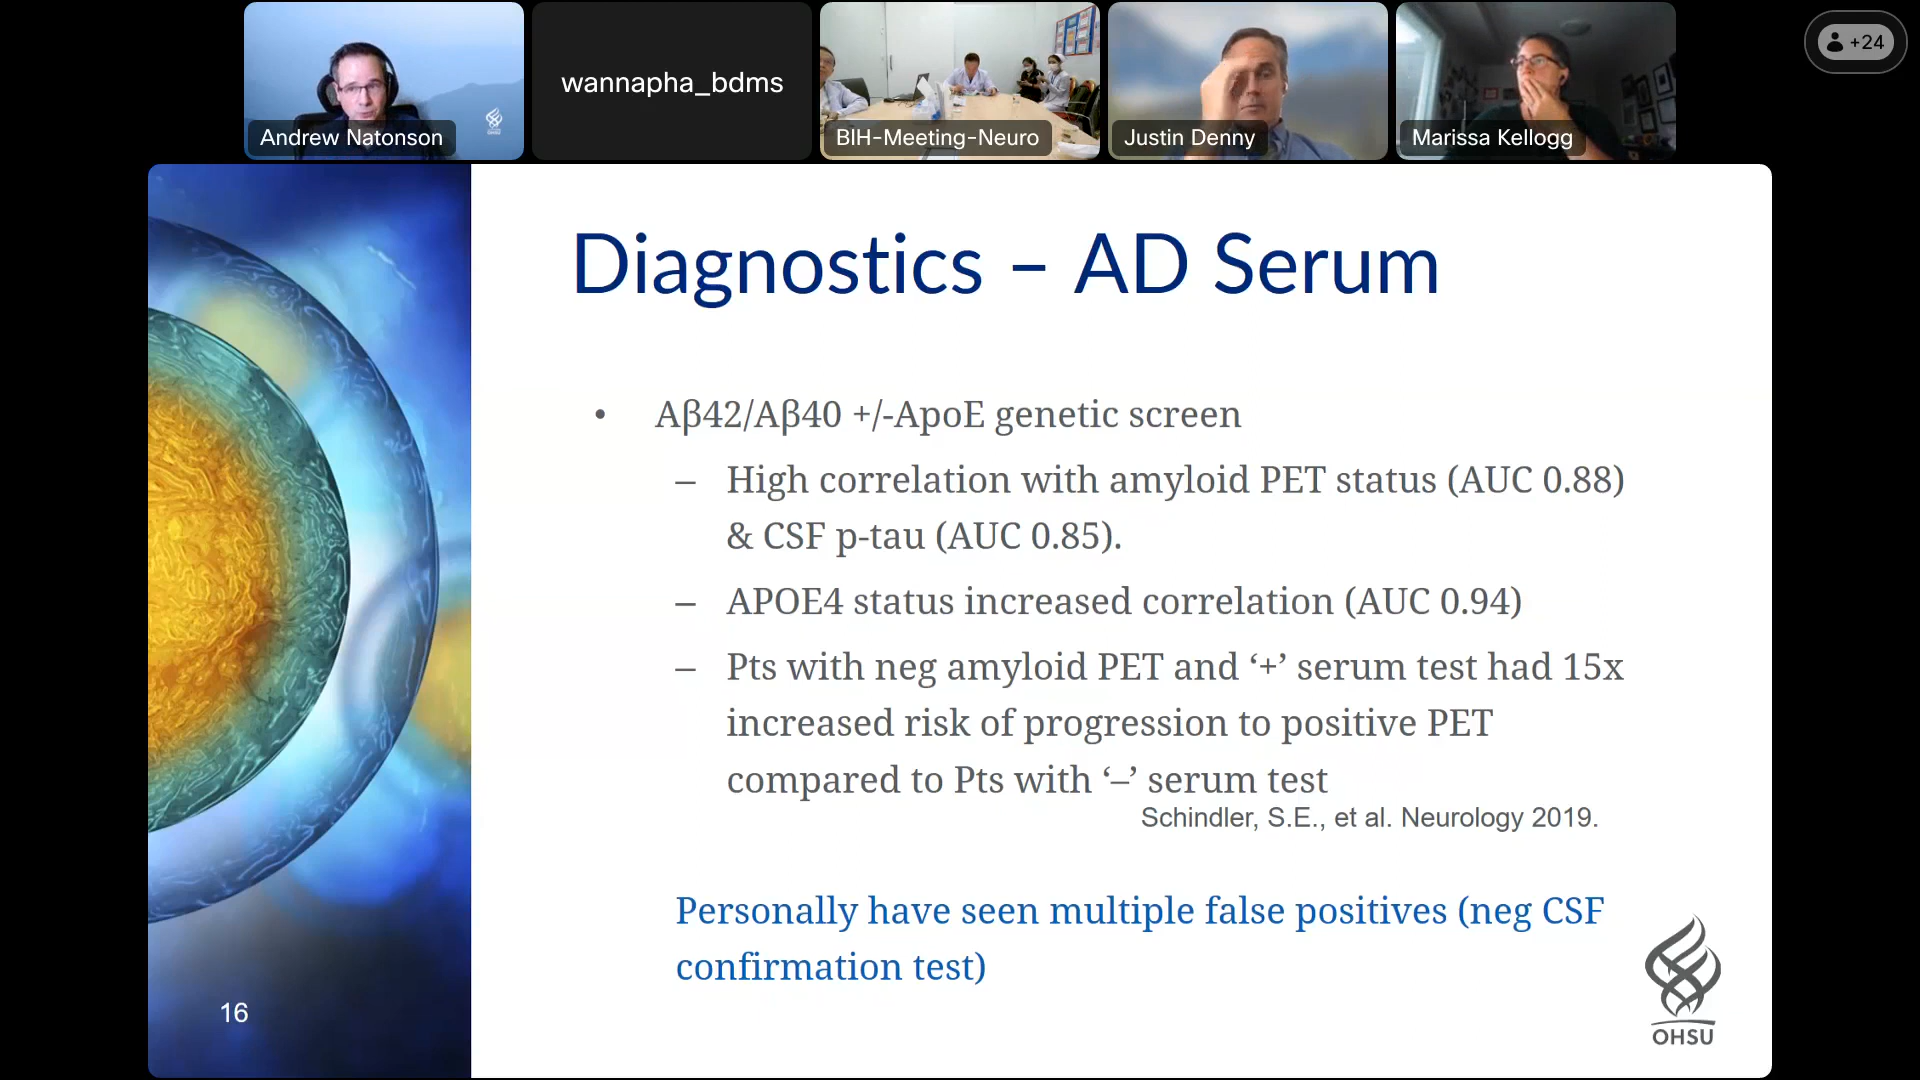 Andrew Natonson
OHSU
wannapha_bdms
BIH-Meeting-Neuro
Justin Denny
Marissa Kellogg
+24
Diagnostics – AD Serum
• Aβ42/Aβ40 +/-ApoE genetic screen
– High correlation with amyloid PET status (AUC 0.88)
& CSF p-tau (AUC 0.85).
– APOE4 status increased correlation (AUC 0.94)
– Pts with neg amyloid PET and ‘+’ serum test had 15x
increased risk of progression to positive PET
compared to Pts with ‘–’ serum test
Schindler, S.E., et al. Neurology 2019.
Personally have seen multiple false positives (neg CSF
confirmation test)
16
OHSU